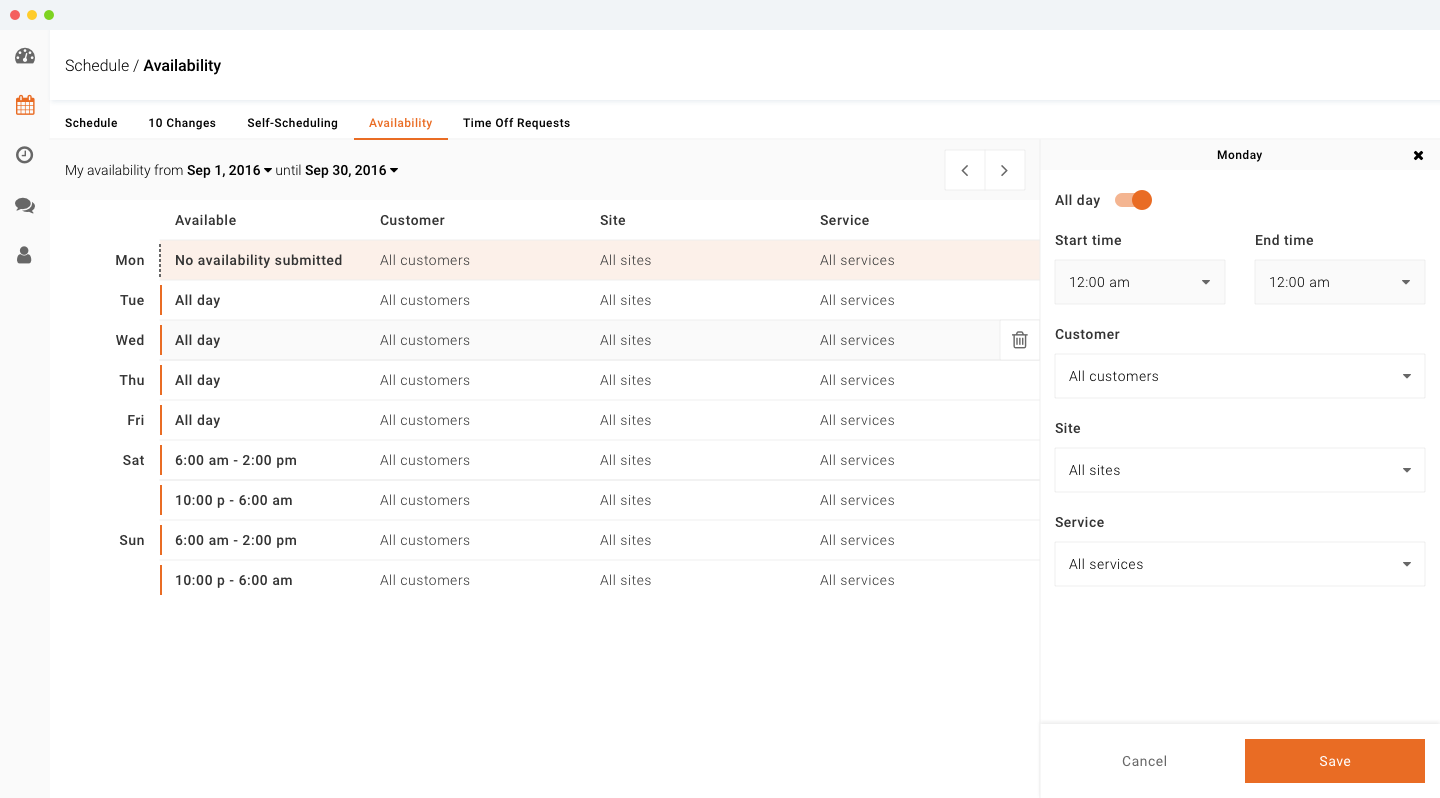 Schedule / Availability
Schedule 10 Changes Self-Scheduling Availability Time Off Requests
My availability from Sep 1, 2016 until Sep 30, 2016
Available Customer Site Service
Mon No availability submitted All customers All sites All services
Tue All day All customers All sites All services
Wed All day All customers All sites All services
Thu All day All customers All sites All services
Fri All day All customers All sites All services
Sat 6:00 am - 2:00 pm All customers All sites All services
10:00 p - 6:00 am All customers All sites All services
Sun 6:00 am - 2:00 pm All customers All sites All services
10:00 p - 6:00 am All customers All sites All services
Monday
All day
Start time End time
12:00 am 12:00 am
Customer
All customers
Site
All sites
Service
All services
Cancel Save